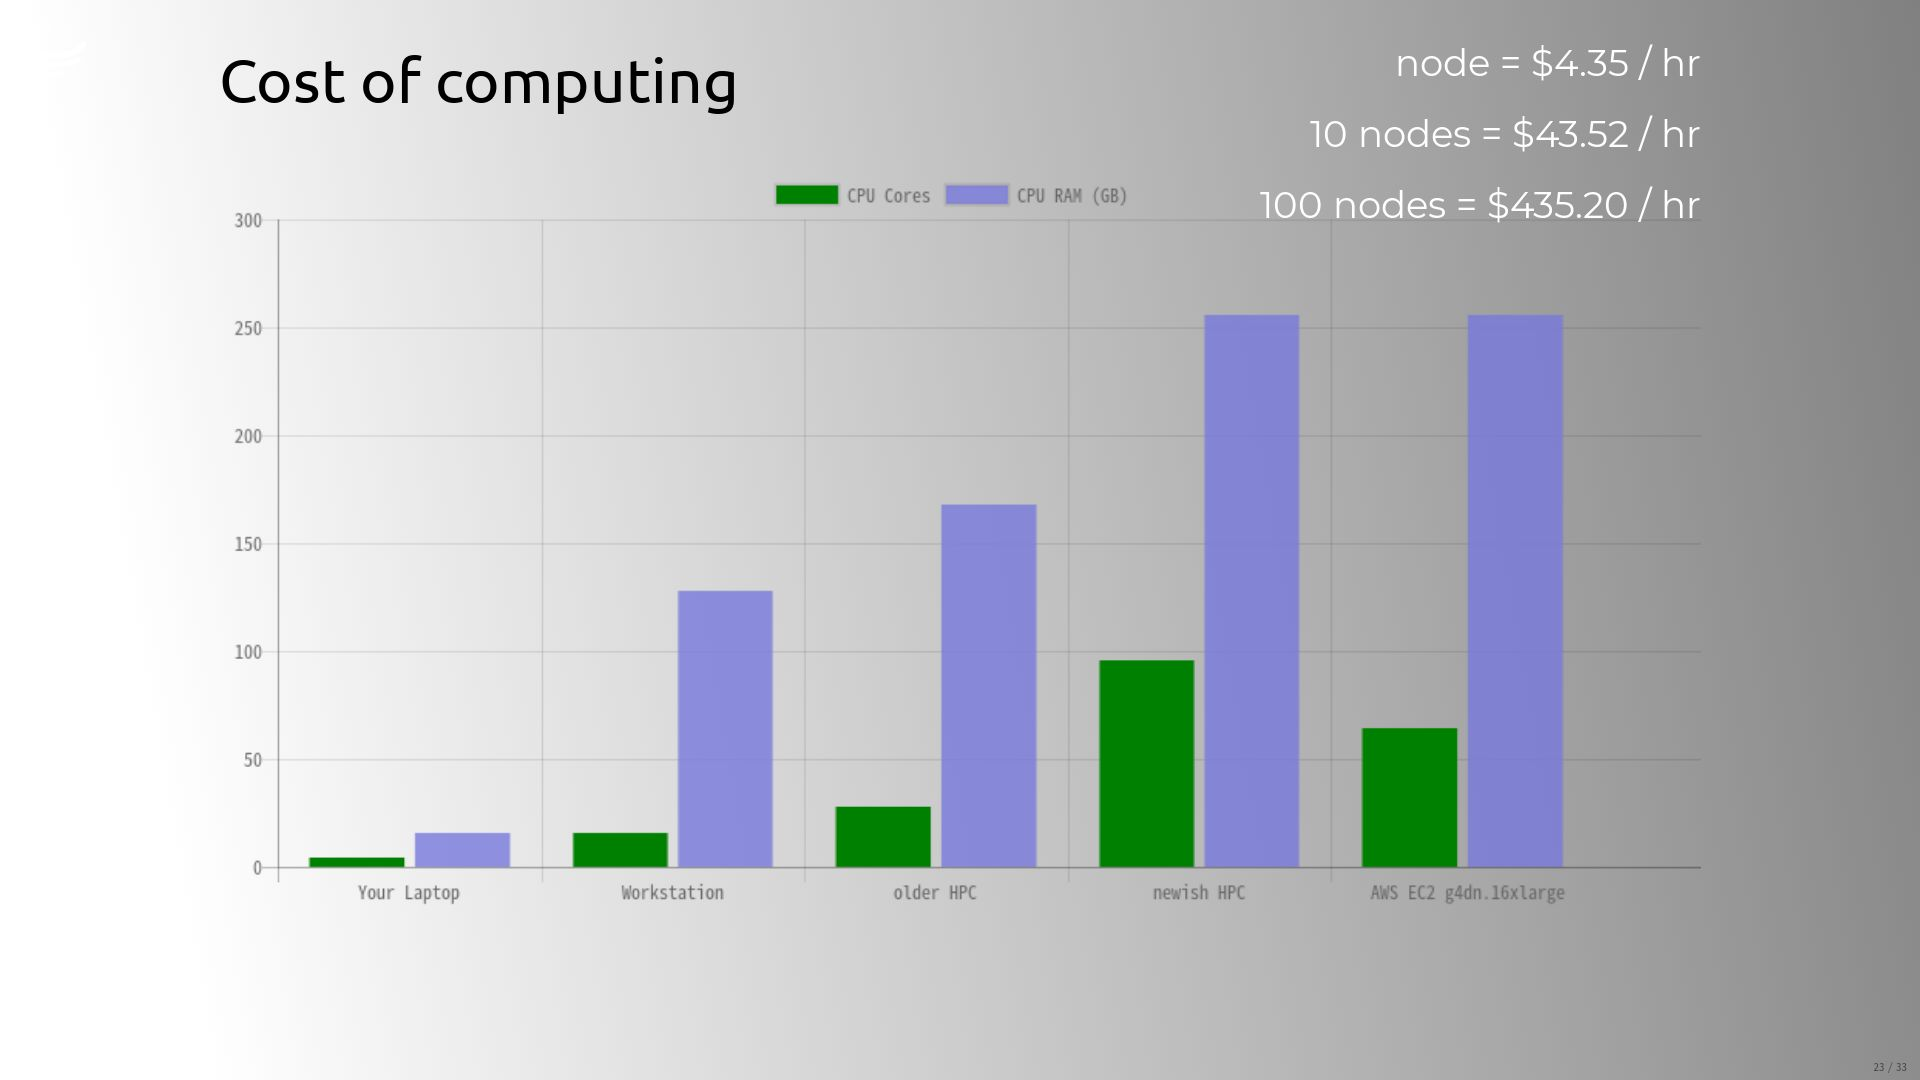 Cost of computing
node = $4.35 / hr
10 nodes = $43.52 / hr
100 nodes = $435.20 / hr
CPU Cores
CPU RAM (GB)
300
250
200
150
100
50
0
Your Laptop
Workstation
older HPC
newish HPC
AWS EC2 g4dn.16xlarge
23 / 33